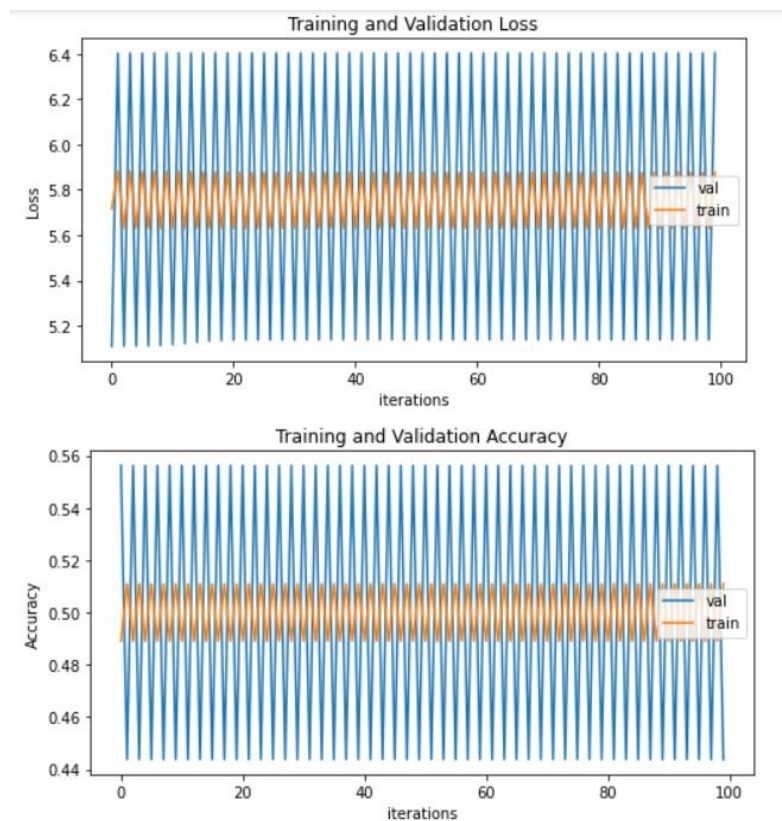 Training and Validation Loss
6.4
6.2
6.0
5.8
5.6
5.4
5.2
Loss
val
train
0 20 40 60 80 100
iterations
Training and Validation Accuracy
0.56
0.54
0.52
0.50
0.48
0.46
0.44
Accuracy
val
train
0 20 40 60 80 100
iterations